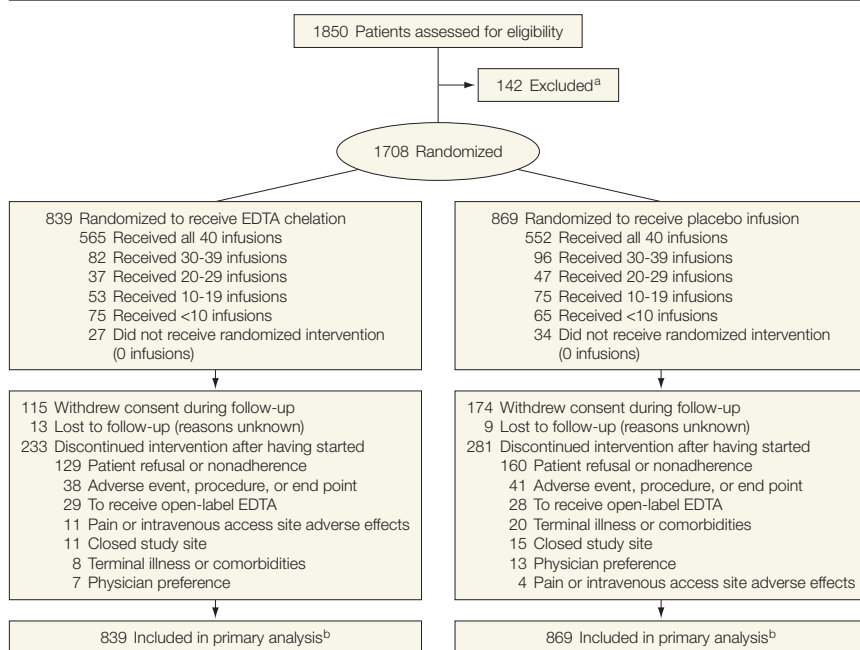 1850 Patients assessed for eligibility
142 Excludedᵃ
1708 Randomized
839 Randomized to receive EDTA chelation
565 Received all 40 infusions
82 Received 30-39 infusions
37 Received 20-29 infusions
53 Received 10-19 infusions
75 Received <10 infusions
27 Did not receive randomized intervention
(0 infusions)
869 Randomized to receive placebo infusion
552 Received all 40 infusions
96 Received 30-39 infusions
47 Received 20-29 infusions
75 Received 10-19 infusions
65 Received <10 infusions
34 Did not receive randomized intervention
(0 infusions)
115 Withdrew consent during follow-up
13 Lost to follow-up (reasons unknown)
233 Discontinued intervention after having started
129 Patient refusal or nonadherence
38 Adverse event, procedure, or end point
29 To receive open-label EDTA
11 Pain or intravenous access site adverse effects
11 Closed study site
8 Terminal illness or comorbidities
7 Physician preference
174 Withdrew consent during follow-up
9 Lost to follow-up (reasons unknown)
281 Discontinued intervention after having started
160 Patient refusal or nonadherence
41 Adverse event, procedure, or end point
28 To receive open-label EDTA
20 Terminal illness or comorbidities
15 Closed study site
13 Physician preference
4 Pain or intravenous access site adverse effects
839 Included in primary analysisᵇ
869 Included in primary analysisᵇ